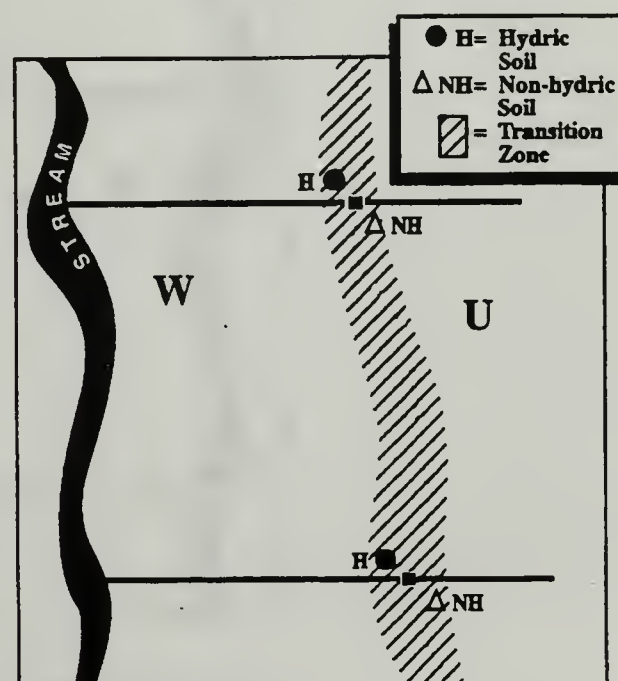 H= Hydric
Soil
NH= Non-hydric
Soil
= Transition
Zone
STREAM
H
NH
W
U
H
NH